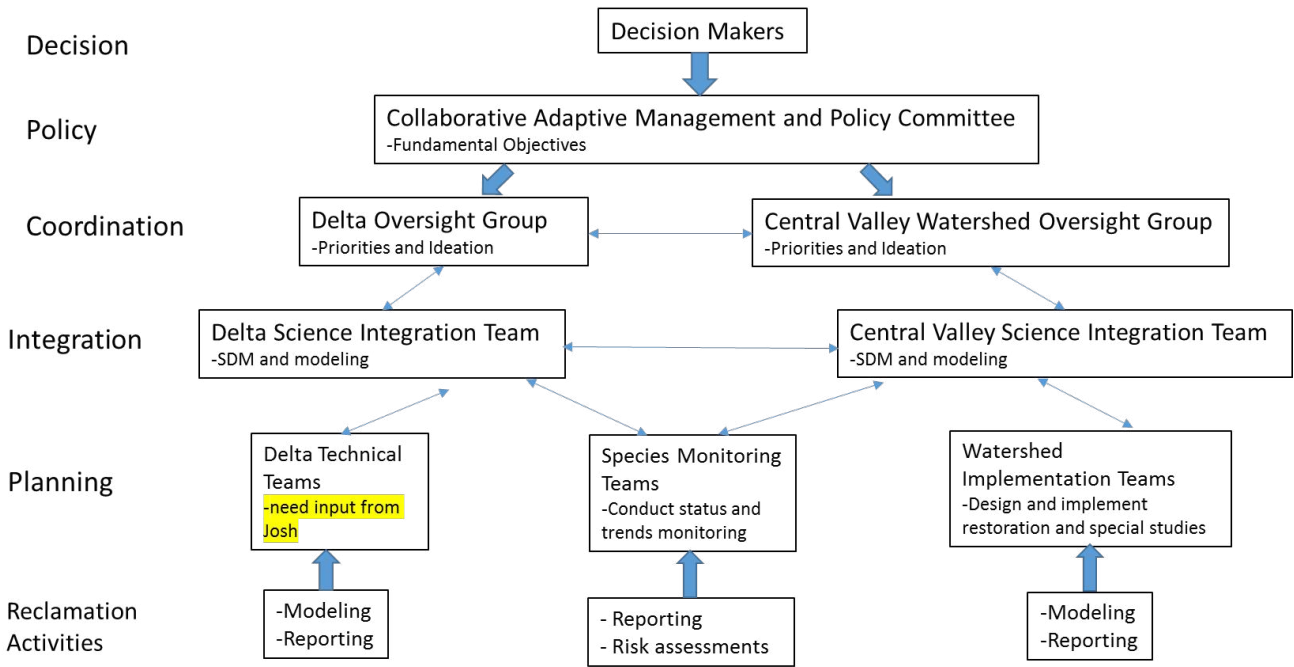 Decision
Decision Makers
Policy
Collaborative Adaptive Management and Policy Committee
-Fundamental Objectives
Coordination
Delta Oversight Group
-Priorities and Ideation
Central Valley Watershed Oversight Group
-Priorities and Ideation
Integration
Delta Science Integration Team
-SDM and modeling
Central Valley Science Integration Team
-SDM and modeling
Planning
Delta Technical
Teams
-need input from
Josh
Species Monitoring
Teams
-Conduct status and
trends monitoring
Watershed
Implementation Teams
-Design and implement
restoration and special studies
Reclamation
Activities
-Modeling
-Reporting
- Reporting
- Risk assessments
-Modeling
-Reporting